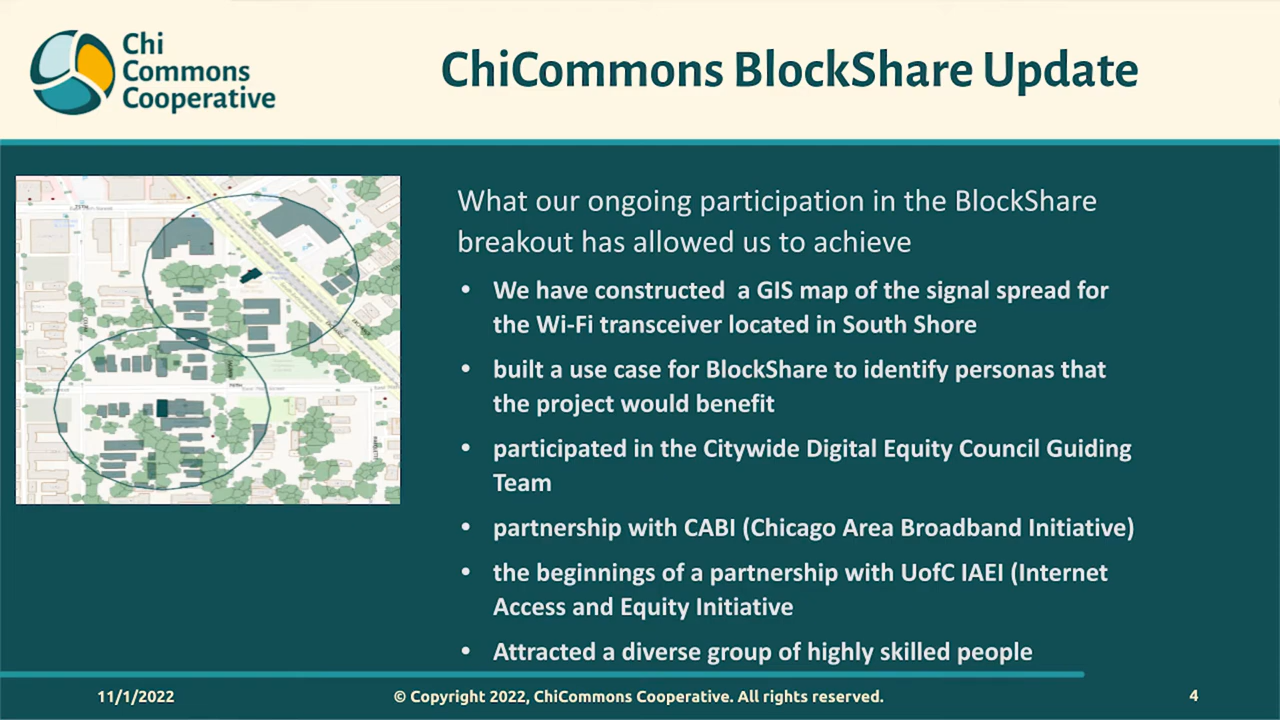 Chi
Commons
Cooperative
ChiCommons BlockShare Update
What our ongoing participation in the BlockShare
breakout has allowed us to achieve
• We have constructed  a GIS map of the signal spread for
the Wi-Fi transceiver located in South Shore
• built a use case for BlockShare to identify personas that
the project would benefit
• participated in the Citywide Digital Equity Council Guiding
Team
• partnership with CABI (Chicago Area Broadband Initiative)
• the beginnings of a partnership with UofC IAEI (Internet
Access and Equity Initiative
• Attracted a diverse group of highly skilled people
11/1/2022
© Copyright 2022, ChiCommons Cooperative. All rights reserved.
4